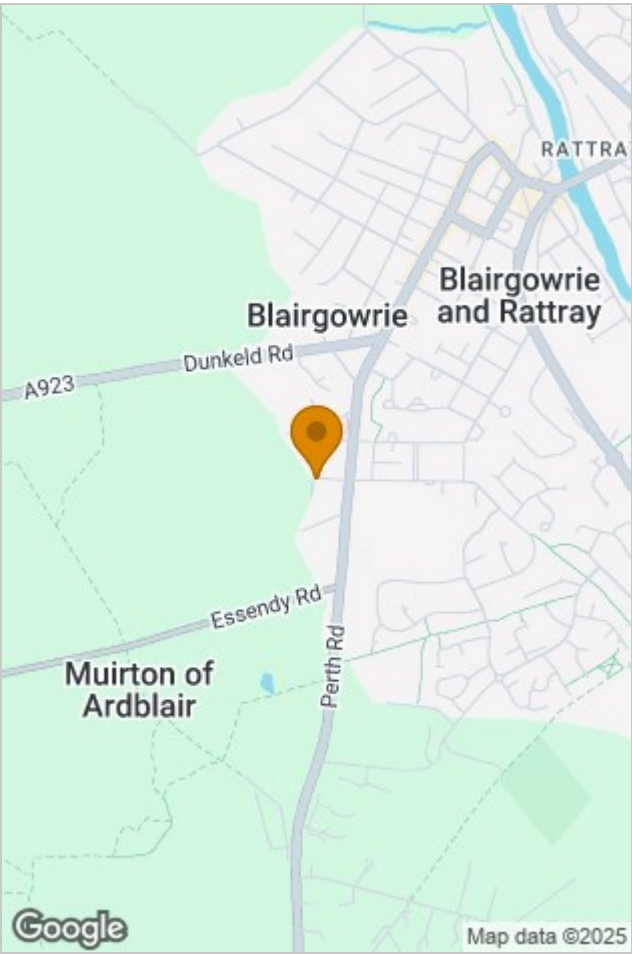 RATTRA
Blairgowrie
and Rattray
Blairgowrie
Dunkeld Rd
A923
Essendy Rd
Muirton of
Ardblair
Perth Rd
Google
Map data ©2025